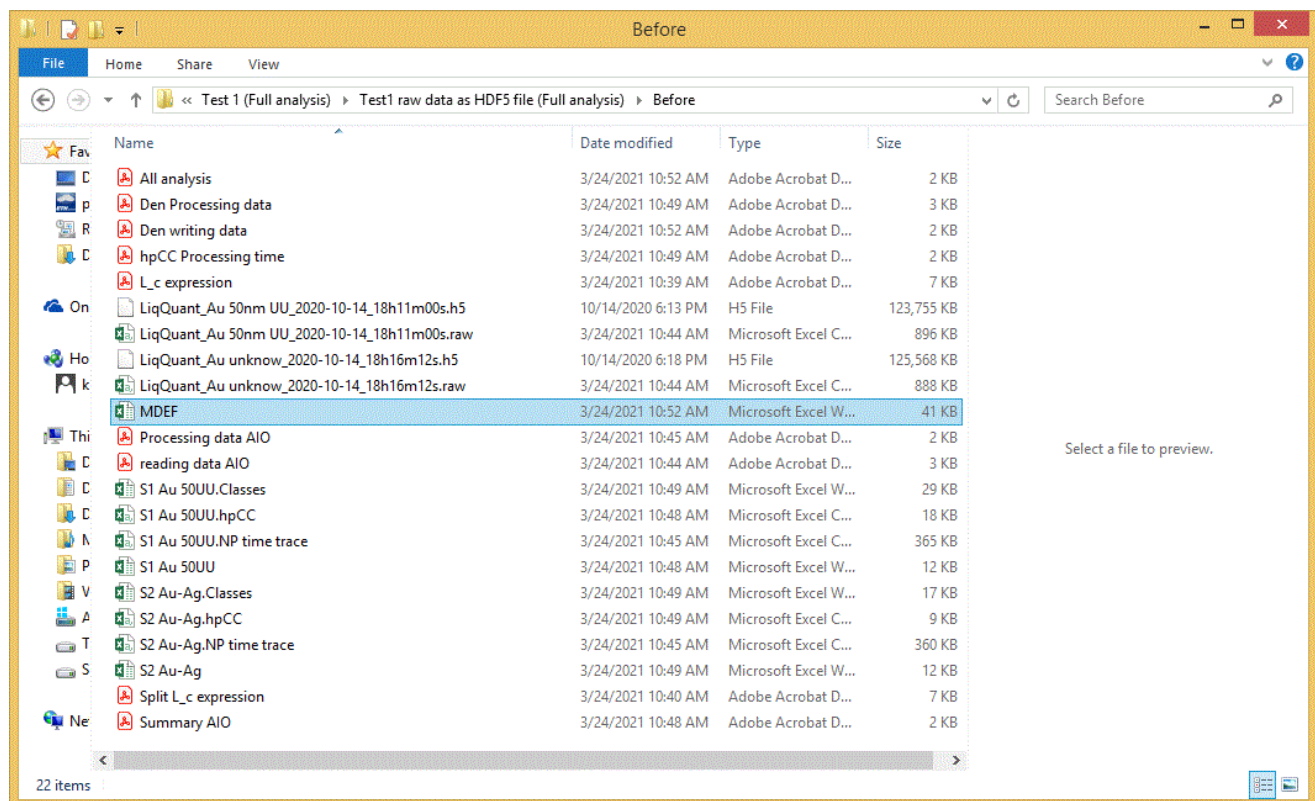 Before
File Home Share View
« Test 1 (Full analysis) Test1 raw data as HDF5 file (Full analysis) Before Search Before
Name Date modified Type Size
Fav
All analysis 3/24/2021 10:52 AM Adobe Acrobat D... 2 KB
D
Den Processing data 3/24/2021 10:49 AM Adobe Acrobat D... 3 KB
p
Den writing data 3/24/2021 10:52 AM Adobe Acrobat D... 2 KB
R
hpCC Processing time 3/24/2021 10:49 AM Adobe Acrobat D... 2 KB
D
L_c expression 3/24/2021 10:39 AM Adobe Acrobat D... 7 KB
On
LiqQuant_Au 50nm UU_2020-10-14_18h11m00s.h5 10/14/2020 6:13 PM H5 File 123,755 KB
LiqQuant_Au 50nm UU_2020-10-14_18h11m00s.raw 3/24/2021 10:44 AM Microsoft Excel C... 896 KB
Ho
LiqQuant_Au unknow_2020-10-14_18h16m12s.h5 10/14/2020 6:18 PM H5 File 125,568 KB
k
LiqQuant_Au unknow_2020-10-14_18h16m12s.raw 3/24/2021 10:44 AM Microsoft Excel C... 888 KB
MDEF 3/24/2021 10:52 AM Microsoft Excel W... 41 KB
Thi
Processing data AIO 3/24/2021 10:45 AM Adobe Acrobat D... 2 KB
Select a file to preview.
D
reading data AIO 3/24/2021 10:44 AM Adobe Acrobat D... 3 KB
D
S1 Au 50UU.Classes 3/24/2021 10:49 AM Microsoft Excel W... 29 KB
D
S1 Au 50UU.hpCC 3/24/2021 10:48 AM Microsoft Excel C... 18 KB
S1 Au 50UU.NP time trace 3/24/2021 10:45 AM Microsoft Excel C... 365 KB
P
S1 Au 50UU 3/24/2021 10:48 AM Microsoft Excel W... 12 KB
V
S2 Au-Ag.Classes 3/24/2021 10:49 AM Microsoft Excel W... 17 KB
A
S2 Au-Ag.hpCC 3/24/2021 10:49 AM Microsoft Excel C... 9 KB
T
S2 Au-Ag.NP time trace 3/24/2021 10:45 AM Microsoft Excel C... 360 KB
S
S2 Au-Ag 3/24/2021 10:49 AM Microsoft Excel W... 12 KB
Split L_c expression 3/24/2021 10:40 AM Adobe Acrobat D... 7 KB
Ne
Summary AIO 3/24/2021 10:48 AM Adobe Acrobat D... 2 KB
22 items